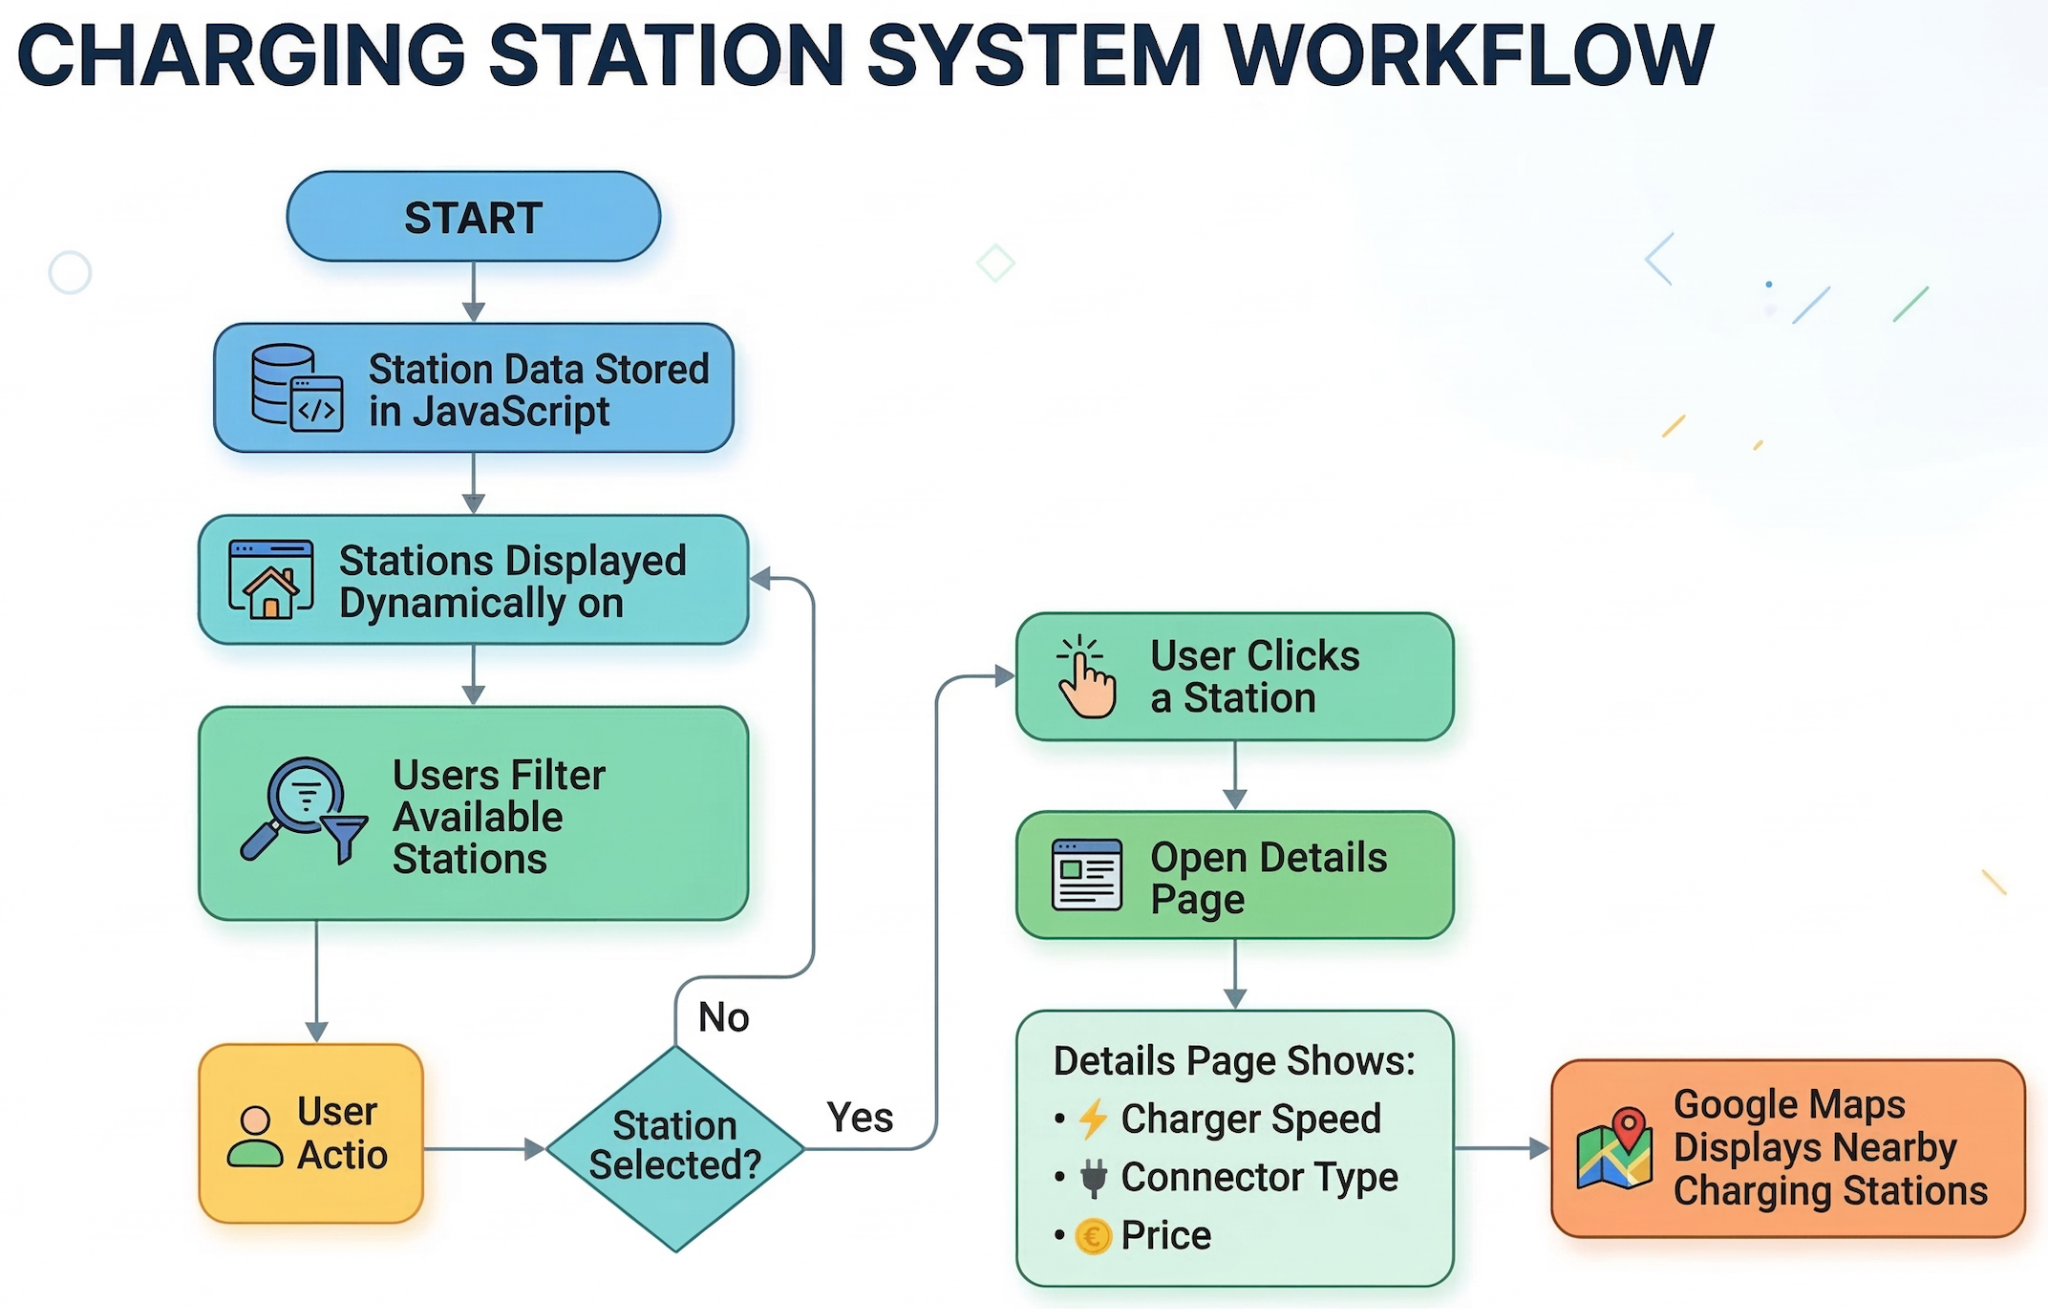 CHARGING STATION SYSTEM WORKFLOW
START
Station Data Stored
in JavaScript
</>
Stations Displayed
Dynamically on
Users Filter
Available
Stations
User
Actio
Station
Selected?
No
Yes
User Clicks
a Station
Open Details
Page
Details Page Shows:
• Charger Speed
• Connector Type
• € Price
Google Maps
Displays Nearby
Charging Stations